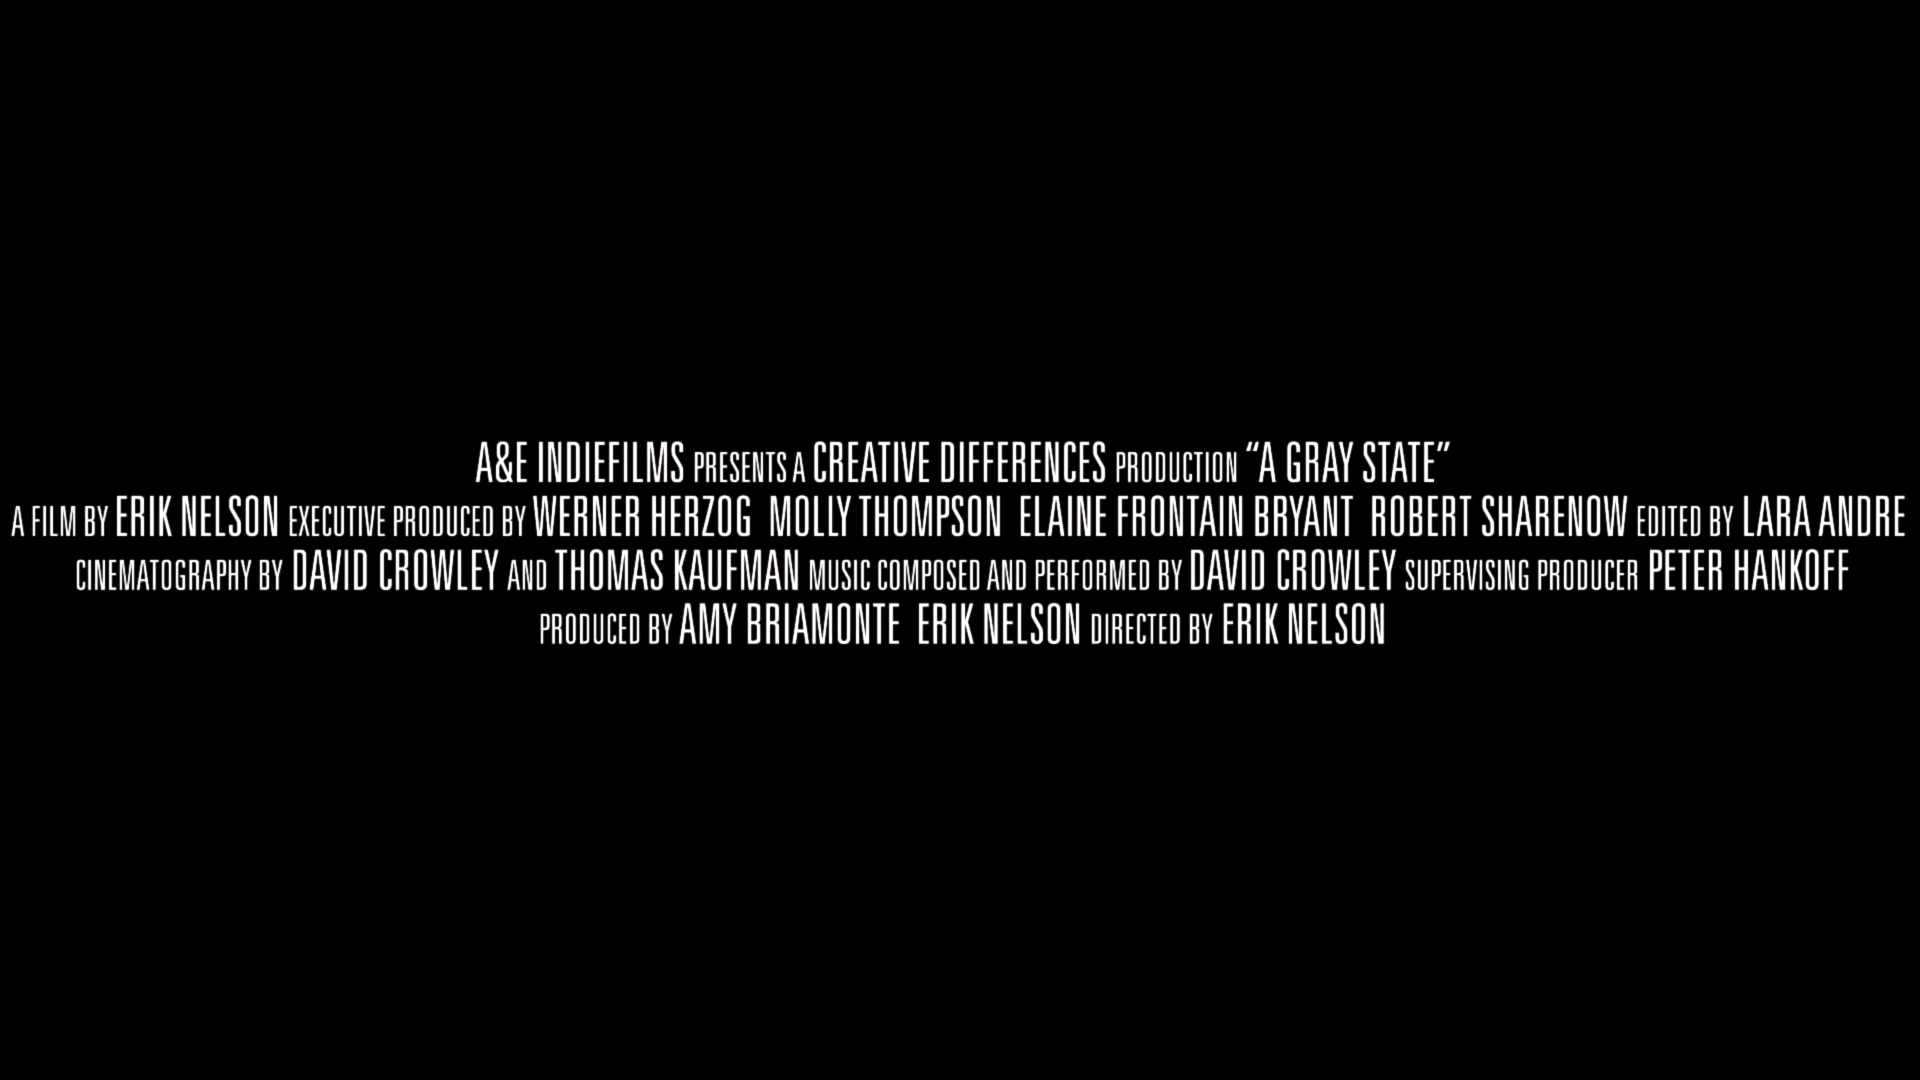 A&E INDIEFILMS PRESENTS A CREATIVE DIFFERENCES PRODUCTION “A GRAY STATE”
A FILM BY ERIK NELSON EXECUTIVE PRODUCED BY WERNER HERZOG MOLLY THOMPSON ELAINE FRONTAIN BRYANT ROBERT SHARENOW EDITED BY LARA ANDRE
CINEMATOGRAPHY BY DAVID CROWLEY AND THOMAS KAUFMAN MUSIC COMPOSED AND PERFORMED BY DAVID CROWLEY SUPERVISING PRODUCER PETER HANKOFF
PRODUCED BY AMY BRIAMONTE ERIK NELSON DIRECTED BY ERIK NELSON